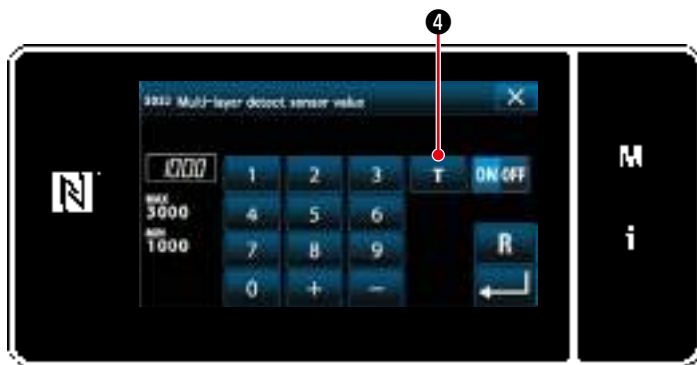 4
Multi-layer detect sensor value
X
1000
1 2 3 T ON OFF
MAX
3000
4 5 6
MIN
1000
7 8 9 R
0 + −
N
M
i